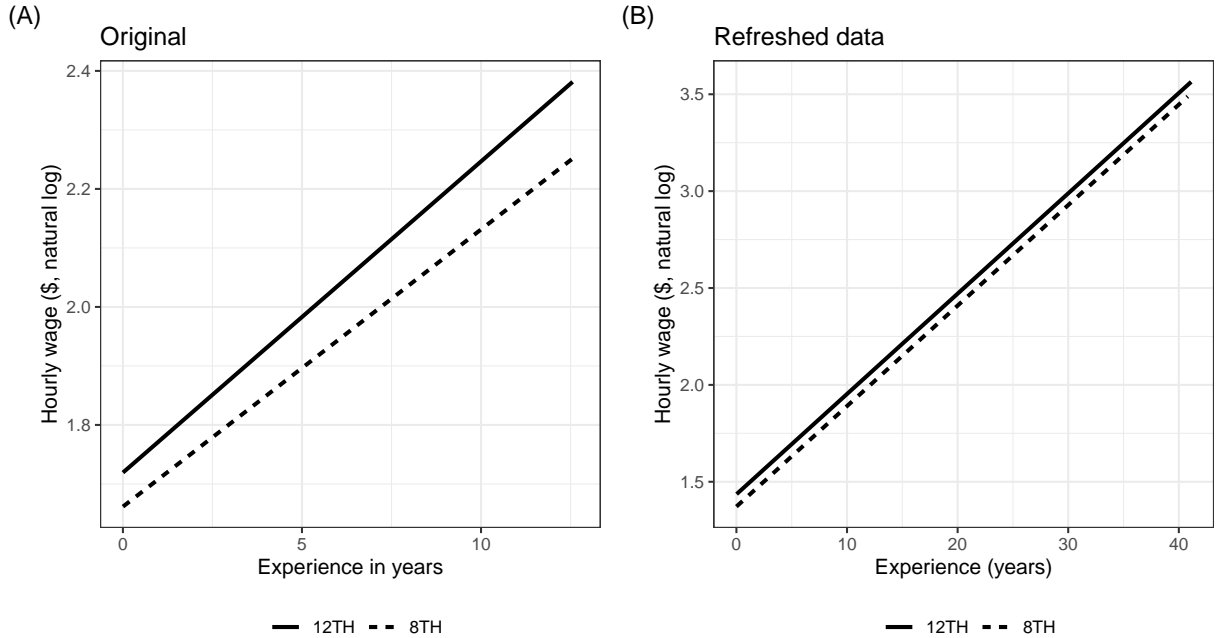 (A)
Original
2.4
2.2
2.0
1.8
Hourly wage ($, natural log)
0 5 10
Experience in years
12TH 8TH
(B)
Refreshed data
3.5
3.0
2.5
2.0
1.5
Hourly wage ($, natural log)
0 10 20 30 40
Experience (years)
12TH 8TH